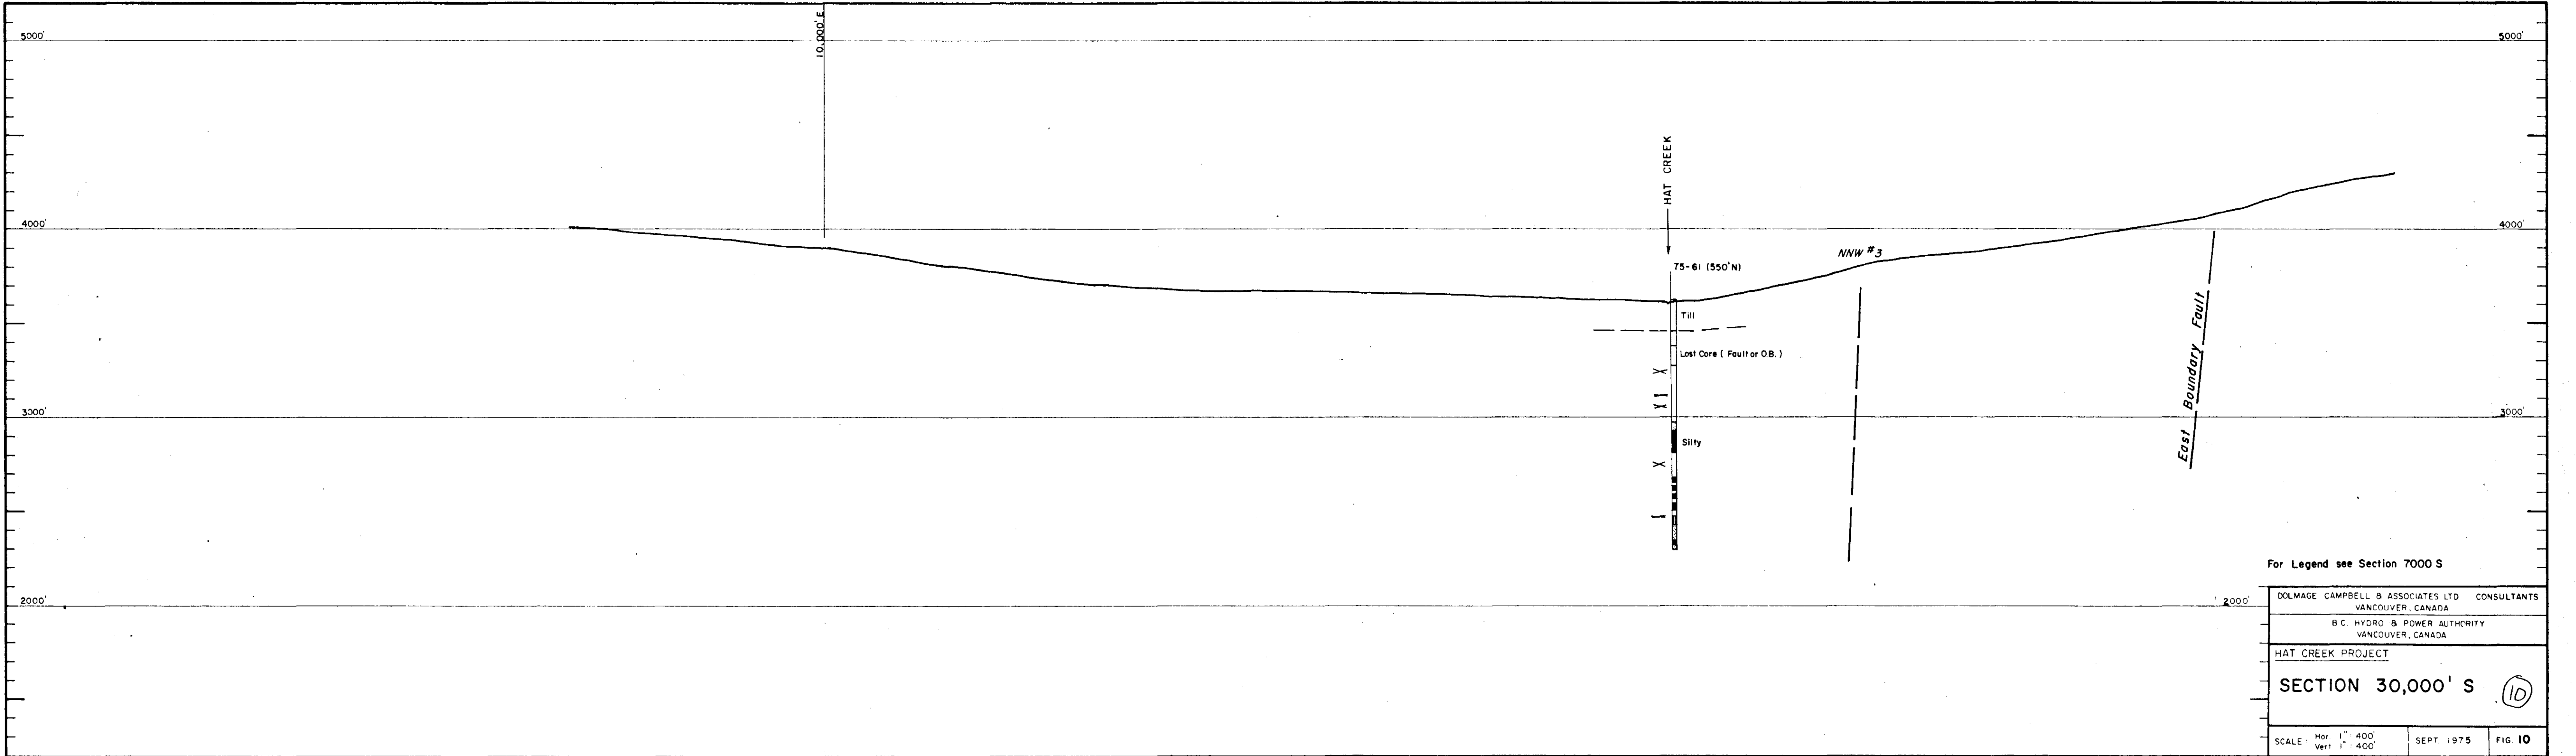 10,000' E
5000'
5000'
HAT CREEK
4000'
4000'
NNW #3
75-61 (550'N)
Till
Lost Core ( Fault or O.B. )
East Boundary Fault
3000'
3000'
Silty
For Legend see Section 7000 S
2000'
2000'
DOLMAGE CAMPBELL & ASSOCIATES LTD CONSULTANTS
VANCOUVER, CANADA
B.C. HYDRO & POWER AUTHORITY
VANCOUVER, CANADA
HAT CREEK PROJECT
SECTION 30,000' S
10
SCALE: Hor 1" : 400'
Vert 1" : 400'
SEPT. 1975
FIG. 10